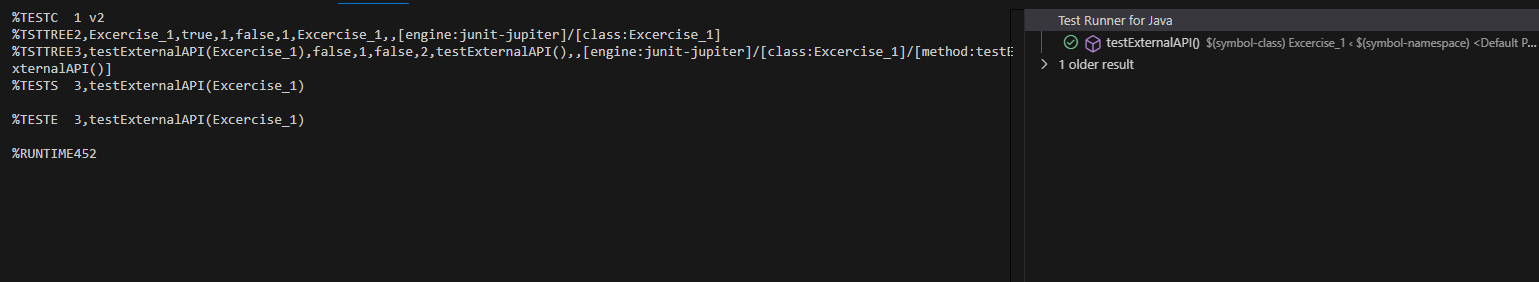 %TESTC  1 v2
%TSTTREE2,Excercise_1,true,1,false,1,Excercise_1,,[engine:junit-jupiter]/[class:Excercise_1]
%TSTTREE3,testExternalAPI(Excercise_1),false,1,false,2,testExternalAPI(),,[engine:junit-jupiter]/[class:Excercise_1]/[method:testE
xternalAPI()]
%TESTS  3,testExternalAPI(Excercise_1)
%TESTE  3,testExternalAPI(Excercise_1)
%RUNTIME452
Test Runner for Java
testExternalAPI() $(symbol-class) Excercise_1 ‹ $(symbol-namespace) <Default P...
1 older result